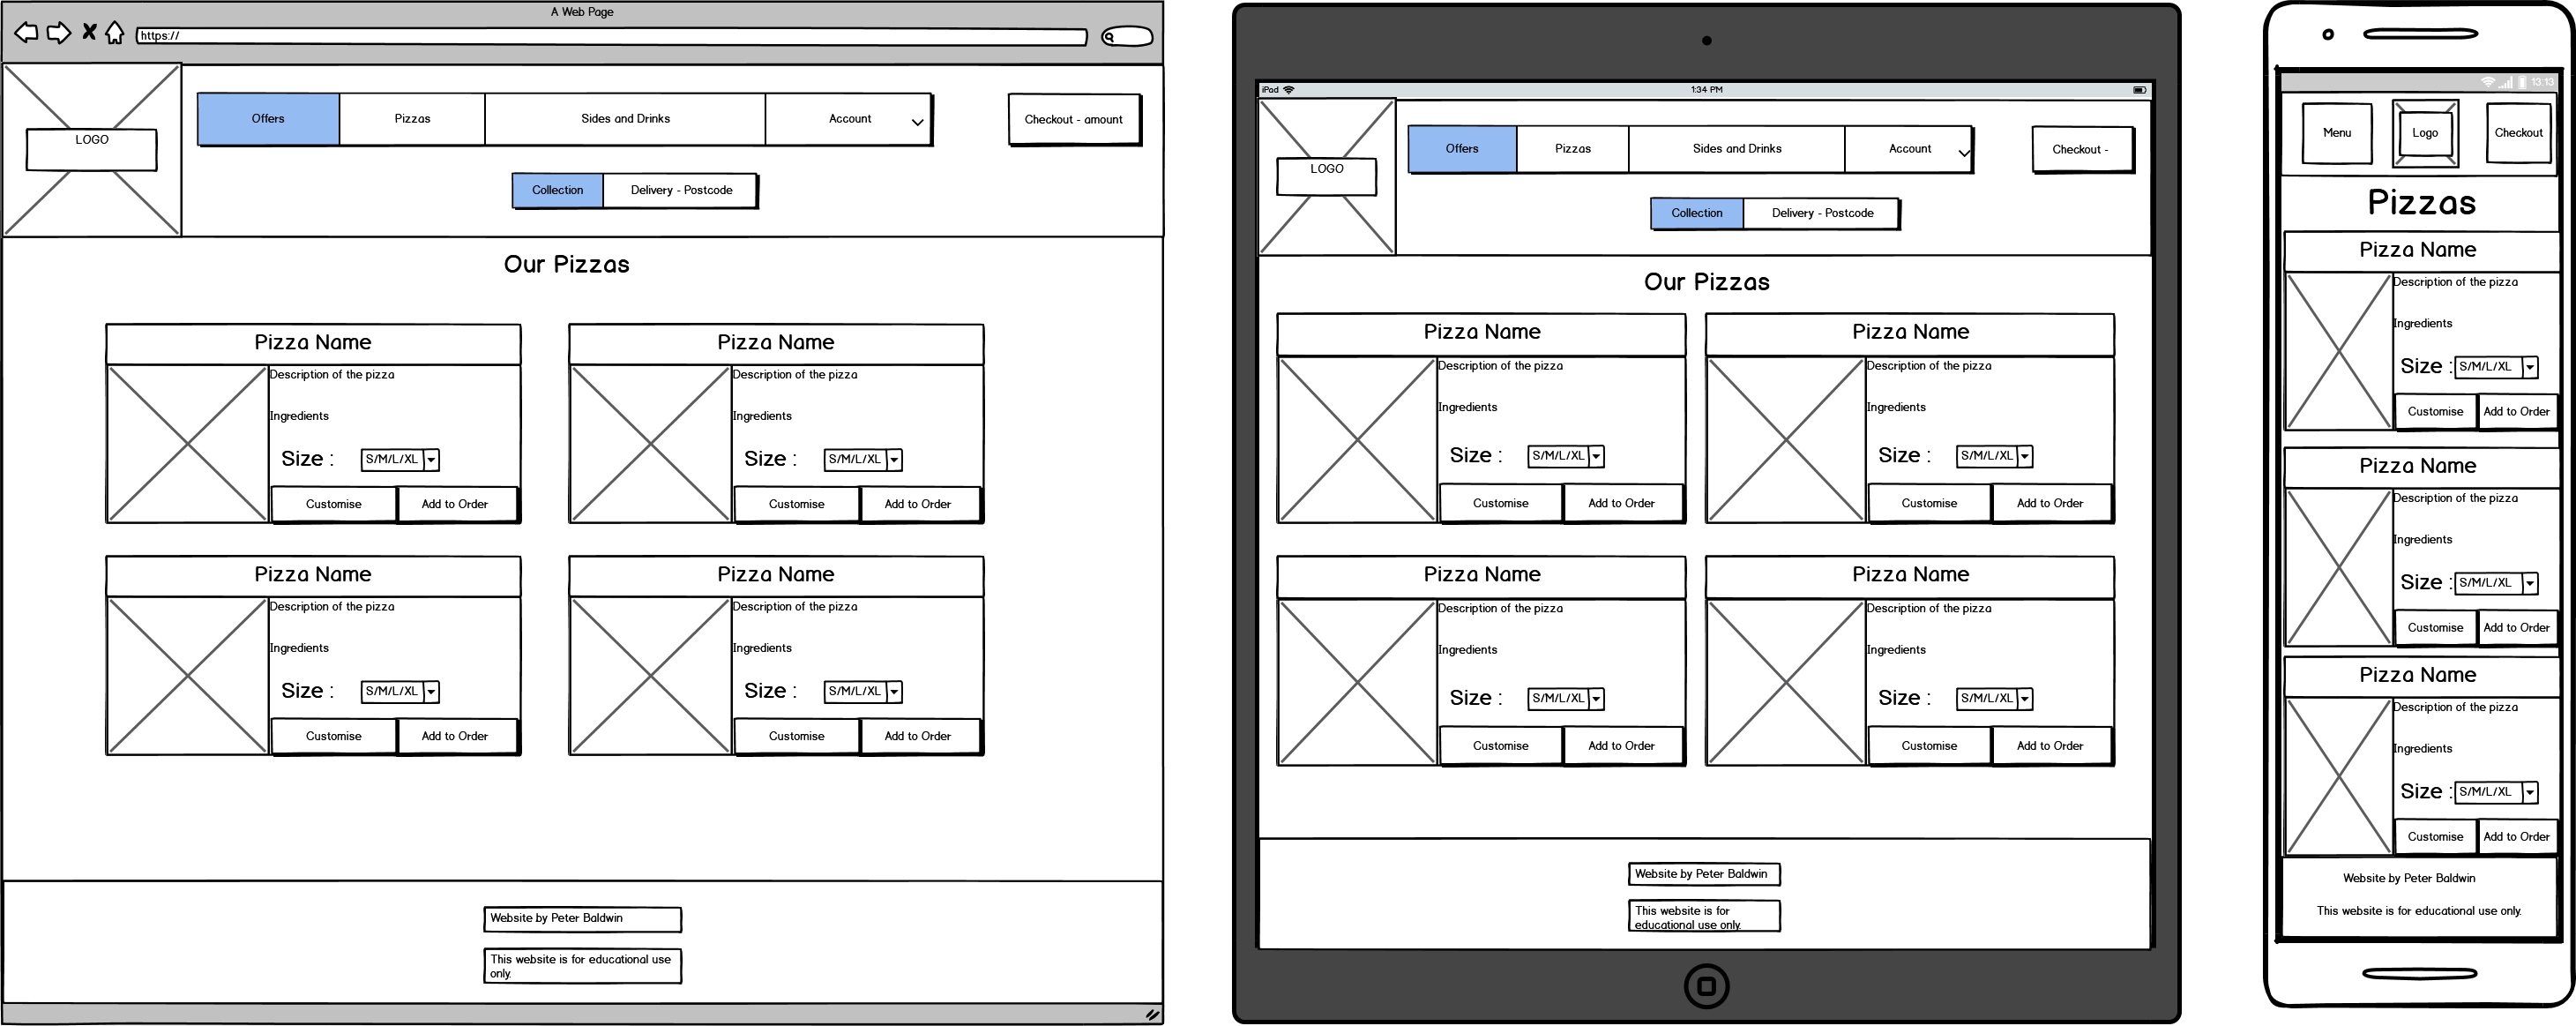 A Web Page
https://
LOGO
Offers
Pizzas
Sides and Drinks
Account
Checkout - amount
Collection
Delivery - Postcode
Our Pizzas
Pizza Name
Description of the pizza
Ingredients
Size :
S/M/L/XL
Customise
Add to Order
Pizza Name
Description of the pizza
Ingredients
Size :
S/M/L/XL
Customise
Add to Order
Pizza Name
Description of the pizza
Ingredients
Size :
S/M/L/XL
Customise
Add to Order
Pizza Name
Description of the pizza
Ingredients
Size :
S/M/L/XL
Customise
Add to Order
Website by Peter Baldwin
This website is for educational use
only.
iPad
1:34 PM
LOGO
Offers
Pizzas
Sides and Drinks
Account
Checkout -
Collection
Delivery - Postcode
Our Pizzas
Pizza Name
Description of the pizza
Ingredients
Size :
S/M/L/XL
Customise
Add to Order
Pizza Name
Description of the pizza
Ingredients
Size :
S/M/L/XL
Customise
Add to Order
Pizza Name
Description of the pizza
Ingredients
Size :
S/M/L/XL
Customise
Add to Order
Pizza Name
Description of the pizza
Ingredients
Size :
S/M/L/XL
Customise
Add to Order
Website by Peter Baldwin
This website is for
educational use only.
13:13
Menu
Logo
Checkout
Pizzas
Pizza Name
Description of the pizza
Ingredients
Size :
S/M/L/XL
Customise
Add to Order
Pizza Name
Description of the pizza
Ingredients
Size :
S/M/L/XL
Customise
Add to Order
Pizza Name
Description of the pizza
Ingredients
Size :
S/M/L/XL
Customise
Add to Order
Website by Peter Baldwin
This website is for educational use only.